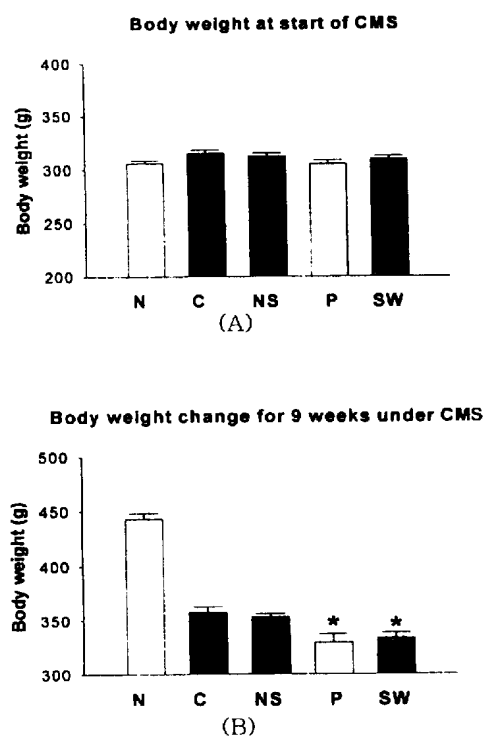 Body weight at start of CMS
400
350
300
250
200
Body weight (g)
N C NS P SW
(A)
Body weight change for 9 weeks under CMS
500
450
400
350
300
Body weight (g)
* *
N C NS P SW
(B)